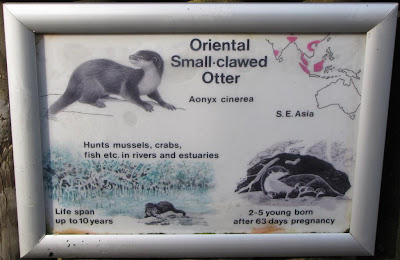 Oriental
Small-clawed
Otter
Aonyx cinerea
S.E. Asia
Hunts mussels, crabs,
fish etc. in rivers and estuaries
Life span
up to 10 years
2-5 young born
after 63 days pregnancy